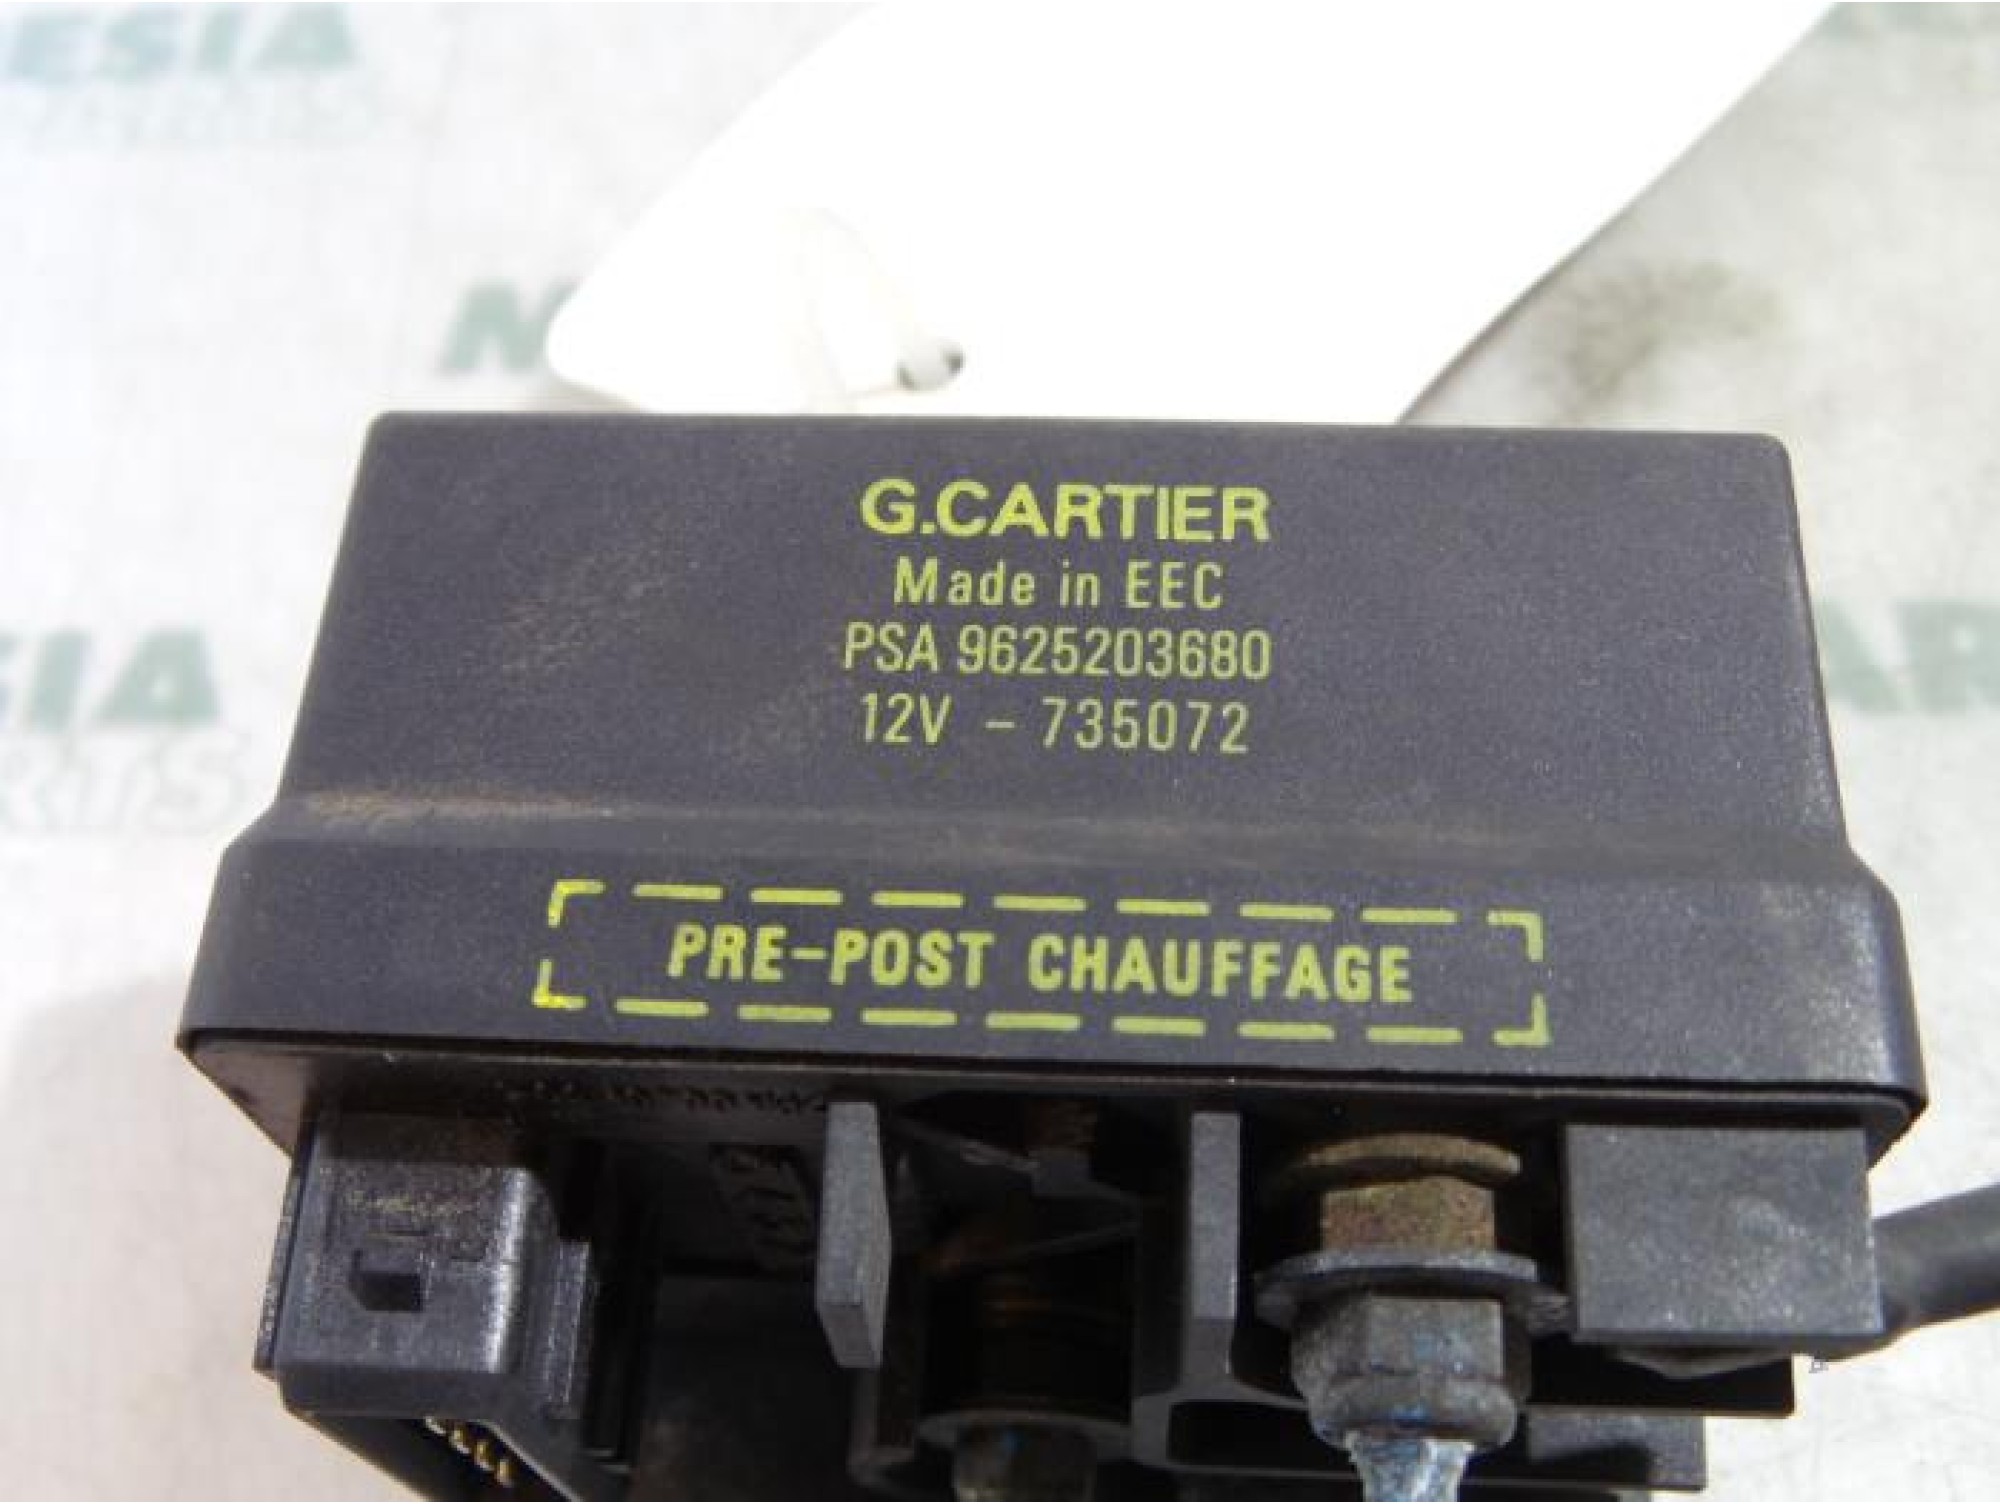 G.CARTIER
Made in EEC
PSA 9625203680
12V - 735072
PRE-POST CHAUFFAGE